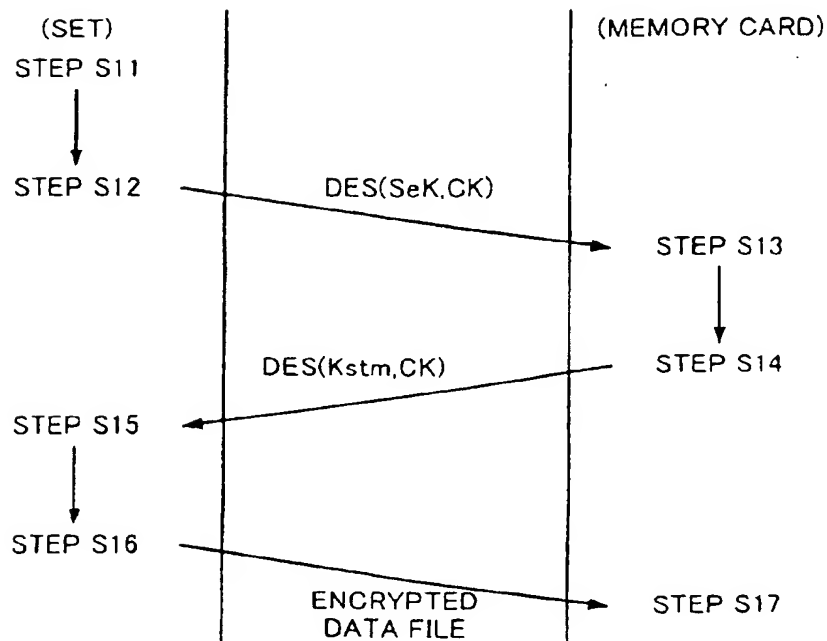 (SET)
(MEMORY CARD)
STEP S11
STEP S12
DES(SeK,CK)
STEP S13
DES(Kstm,CK)
STEP S14
STEP S15
STEP S16
ENCRYPTED
DATA FILE
STEP S17